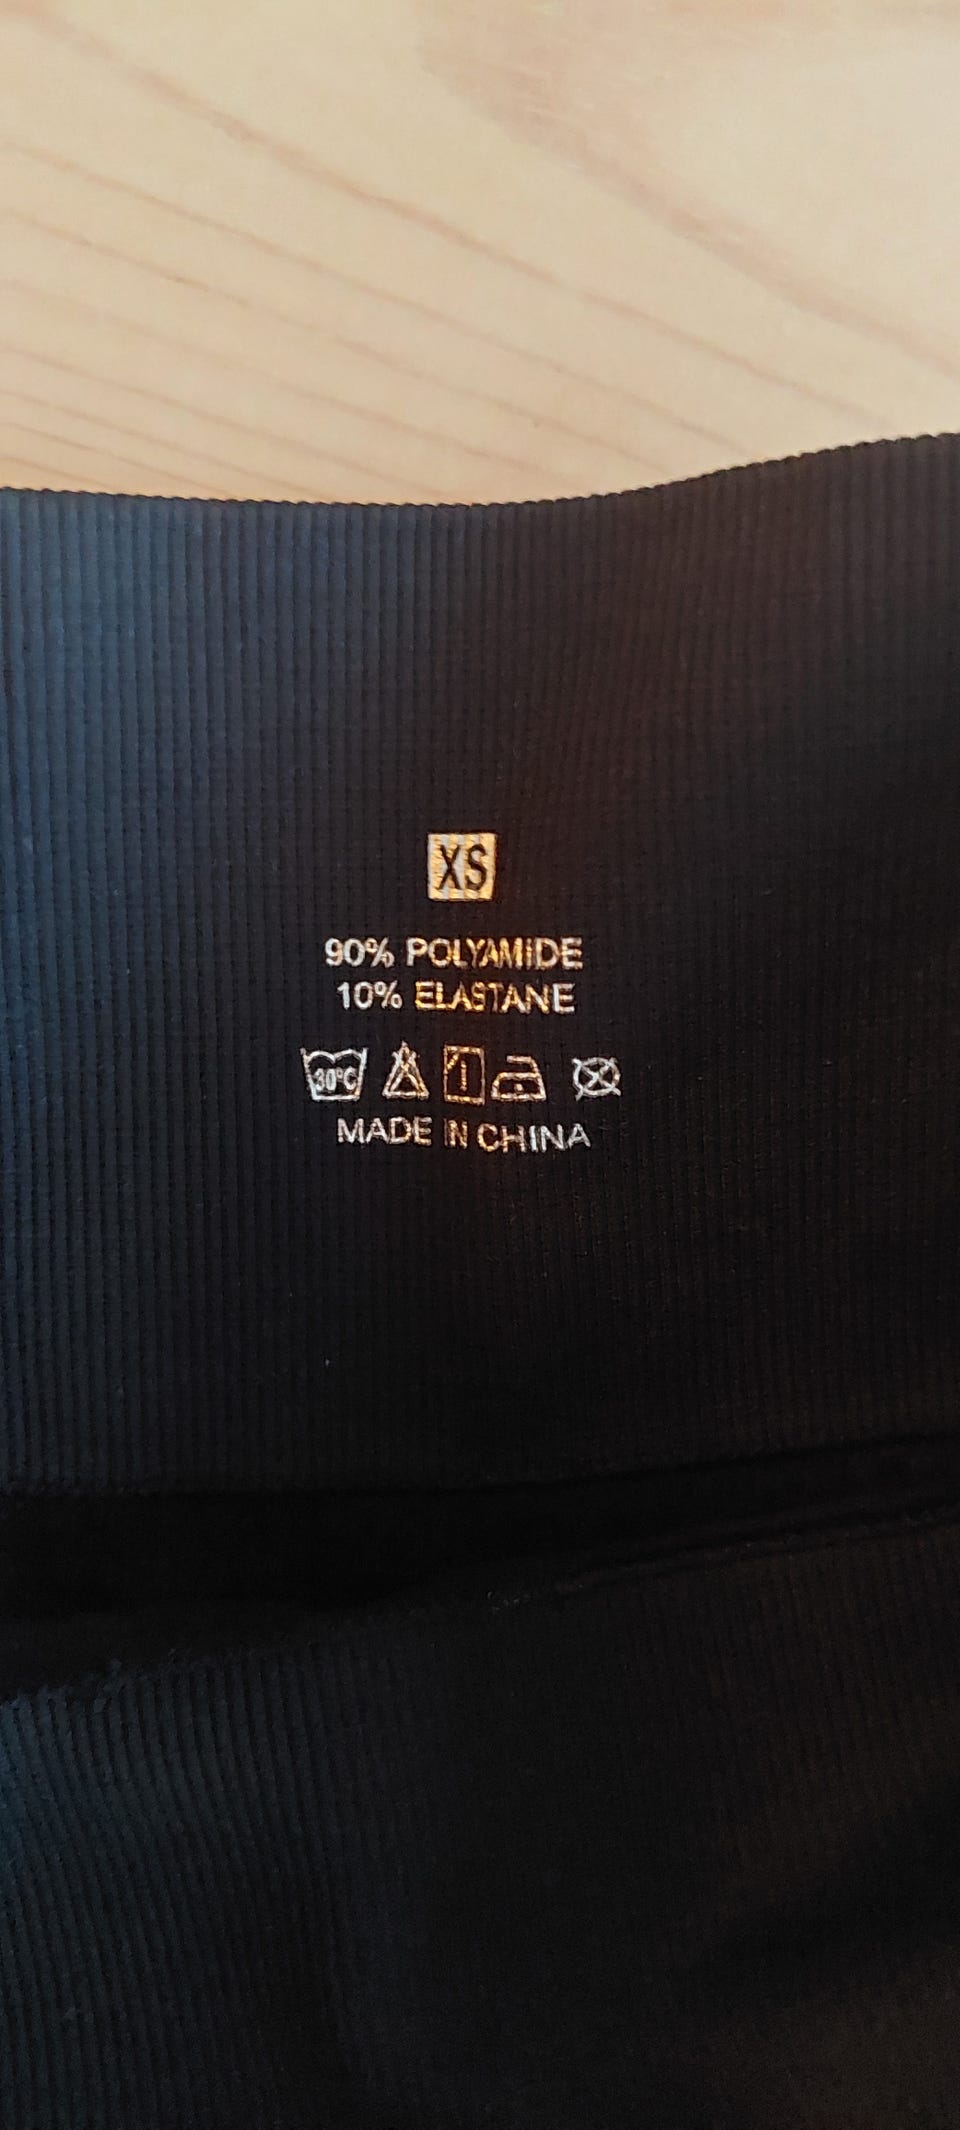 XS
90% POLYAMIDE
10% ELASTANE
30°C
MADE IN CHINA